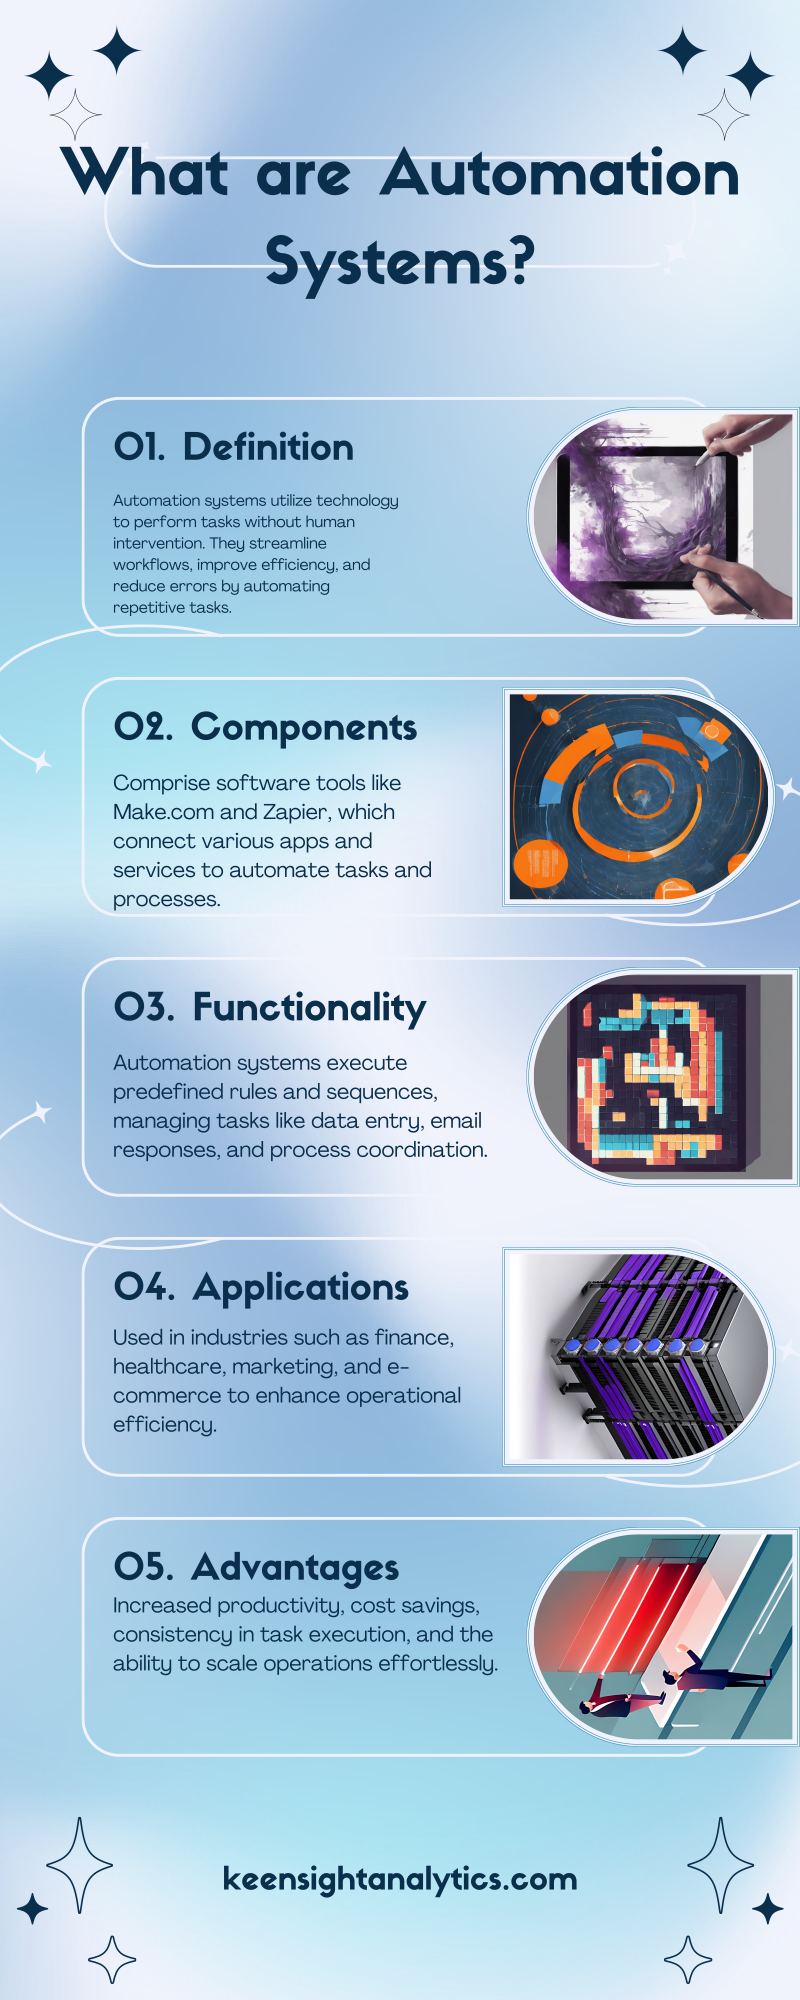 What are Automation
Systems?
01. Definition
Automation systems utilize technology
to perform tasks without human
intervention. They streamline
workflows, improve efficiency, and
reduce errors by automating
repetitive tasks.
02. Components
Comprise software tools like
Make.com and Zapier, which
connect various apps and
services to automate tasks and
processes.
03. Functionality
Automation systems execute
predefined rules and sequences,
managing tasks like data entry, email
responses, and process coordination.
04. Applications
Used in industries such as finance,
healthcare, marketing, and e-
commerce to enhance operational
efficiency.
05. Advantages
Increased productivity, cost savings,
consistency in task execution, and the
ability to scale operations effortlessly.
keensightanalytics.com